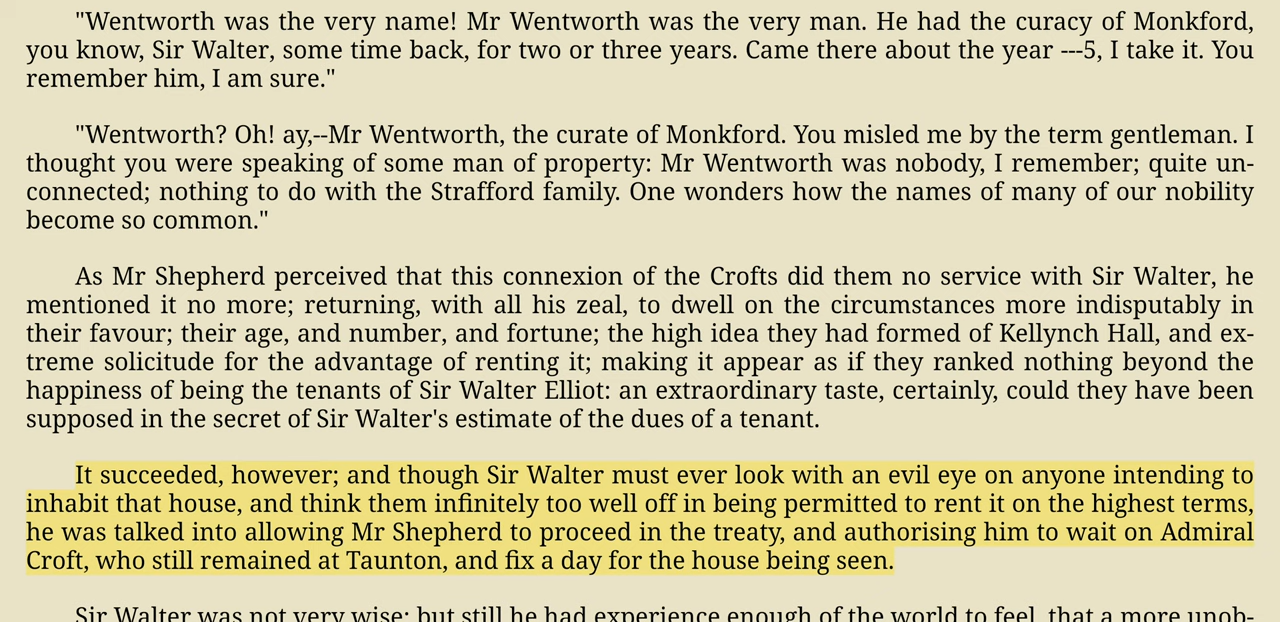 "Wentworth was the very name! Mr Wentworth was the very man. He had the curacy of Monkford,
you know, Sir Walter, some time back, for two or three years. Came there about the year ---5, I take it. You
remember him, I am sure."
"Wentworth? Oh! ay,--Mr Wentworth, the curate of Monkford. You misled me by the term gentleman. I
thought you were speaking of some man of property: Mr Wentworth was nobody, I remember; quite un-
connected; nothing to do with the Strafford family. One wonders how the names of many of our nobility
become so common."
As Mr Shepherd perceived that this connexion of the Crofts did them no service with Sir Walter, he
mentioned it no more; returning, with all his zeal, to dwell on the circumstances more indisputably in
their favour; their age, and number, and fortune; the high idea they had formed of Kellynch Hall, and ex-
treme solicitude for the advantage of renting it; making it appear as if they ranked nothing beyond the
happiness of being the tenants of Sir Walter Elliot: an extraordinary taste, certainly, could they have been
supposed in the secret of Sir Walter's estimate of the dues of a tenant.
It succeeded, however; and though Sir Walter must ever look with an evil eye on anyone intending to
inhabit that house, and think them infinitely too well off in being permitted to rent it on the highest terms,
he was talked into allowing Mr Shepherd to proceed in the treaty, and authorising him to wait on Admiral
Croft, who still remained at Taunton, and fix a day for the house being seen.
Sir Walter was not very wise; but still he had experience enough of the world to feel, that a more unob-